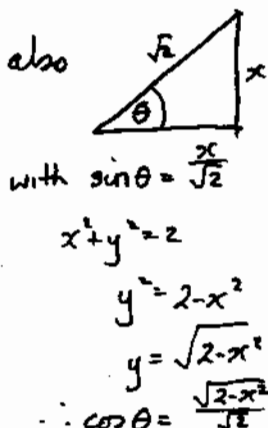 also
√2
x
θ
with sin θ = x/√2
x² + y² = 2
y² = 2 - x²
y = √(2-x²)
∴ cos θ = √(2-x²)/√2